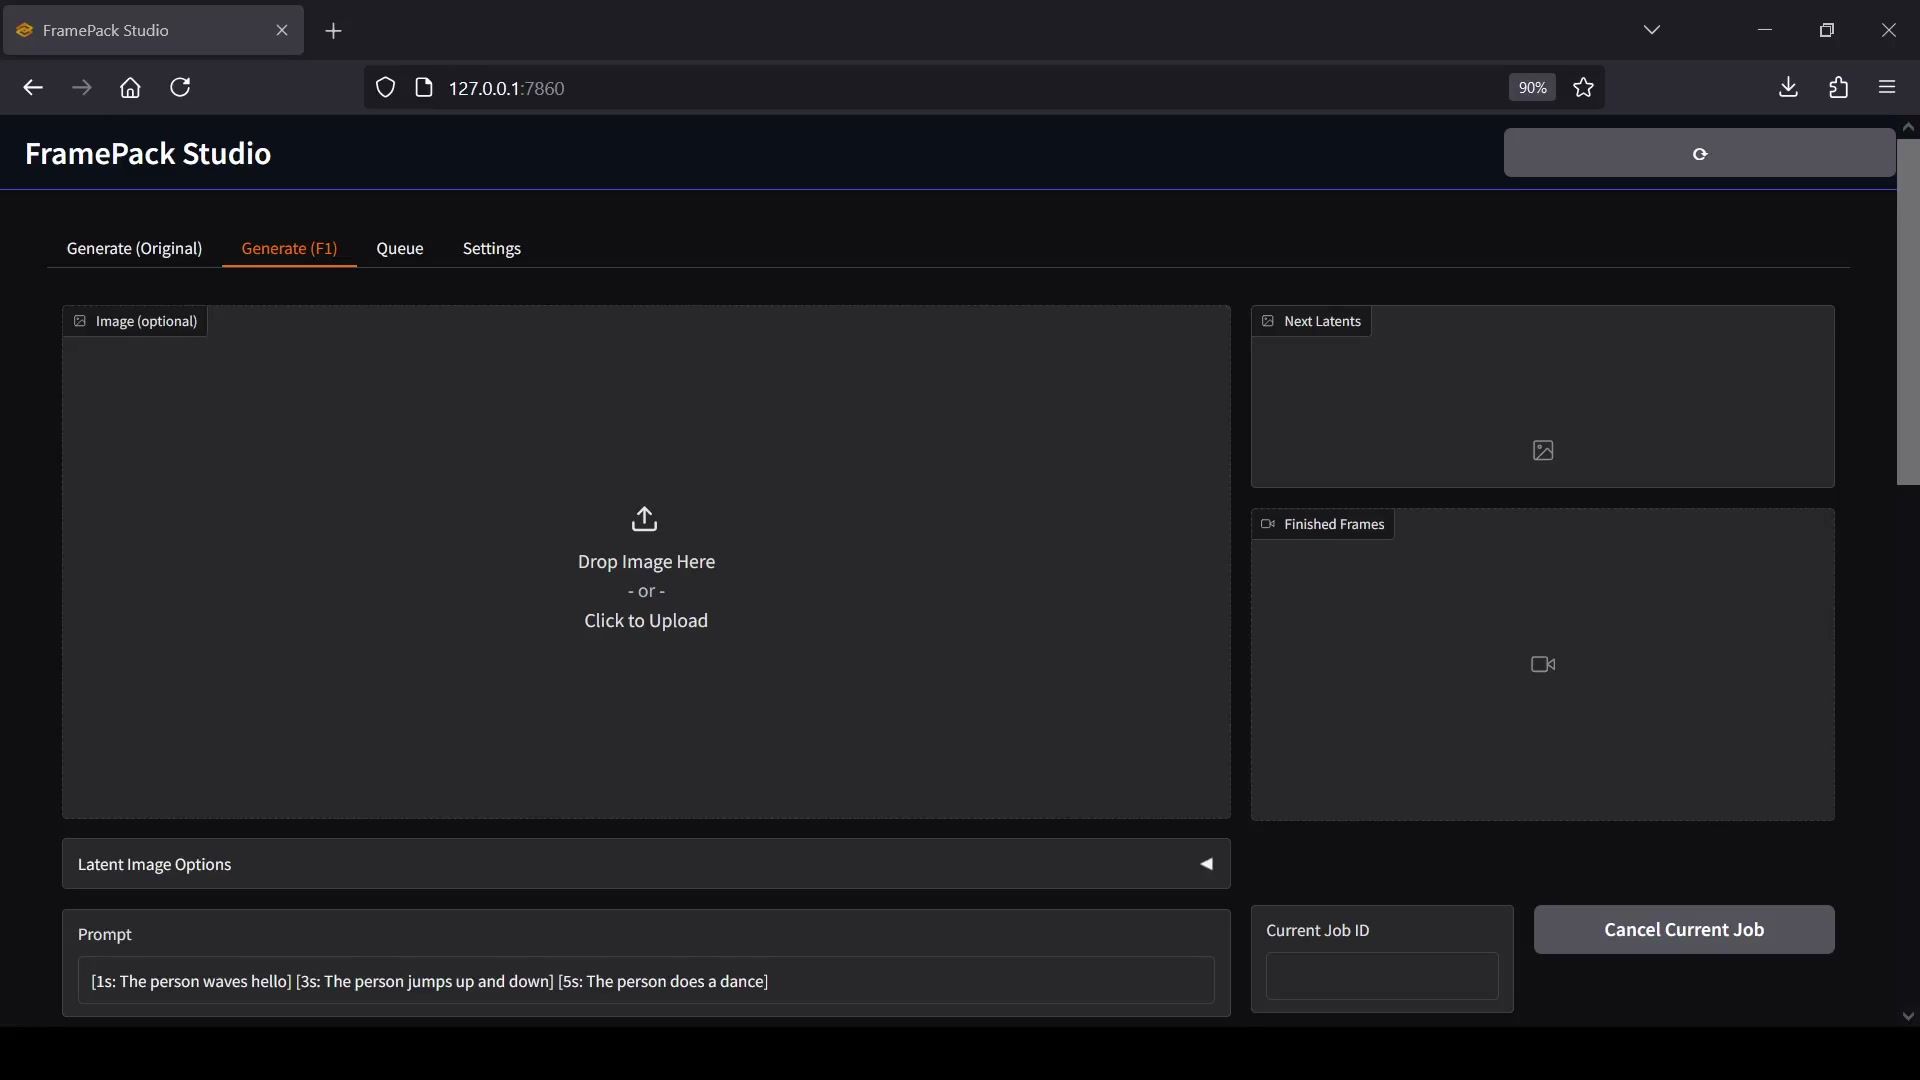 FramePack Studio
127.0.0.1:7860
90%
FramePack Studio
Generate (Original)
Generate (F1)
Queue
Settings
Image (optional)
Drop Image Here
- or -
Click to Upload
Next Latents
Finished Frames
Latent Image Options
Prompt
[1s: The person waves hello] [3s: The person jumps up and down] [5s: The person does a dance]
Current Job ID
Cancel Current Job